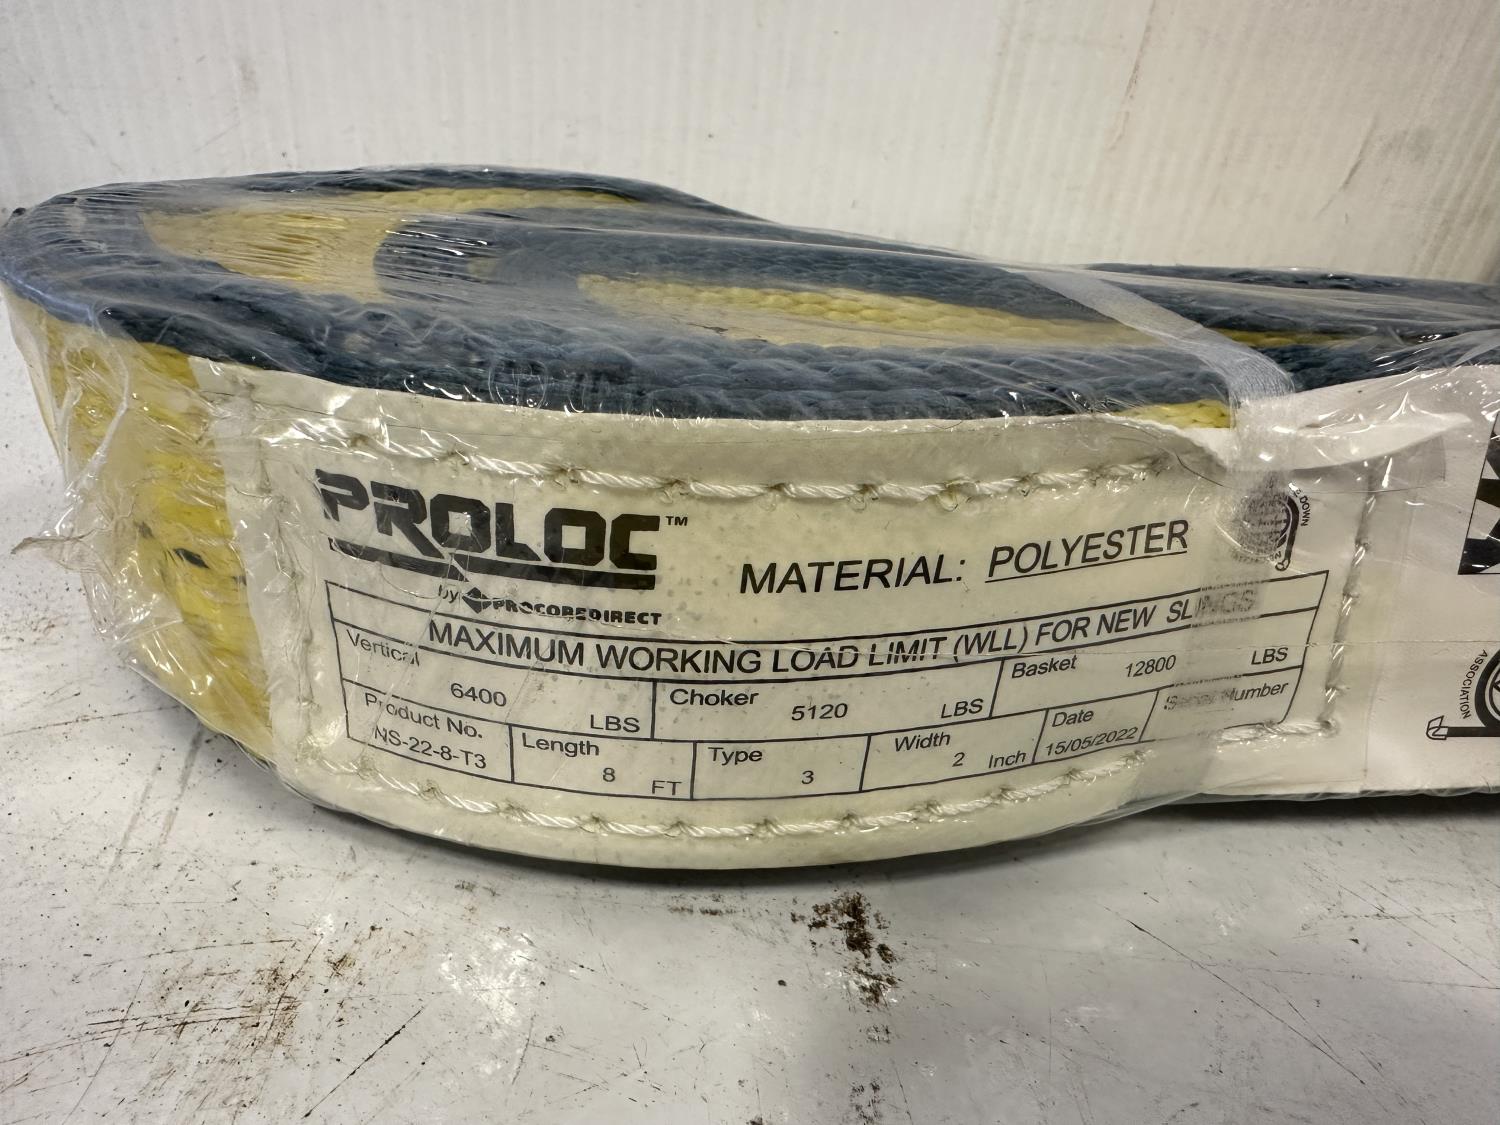 PROLOC™
by PROCOREDIRECT
MATERIAL: POLYESTER
MAXIMUM WORKING LOAD LIMIT (WLL) FOR NEW SLINGS
Vertical 6400 LBS Choker 5120 LBS Basket 12800 LBS
Product No. NS-22-8-T3 Length 8 FT Type 3 Width 2 Inch Date 15/05/2022 Serial Number
DOWN
ASSOCIATION